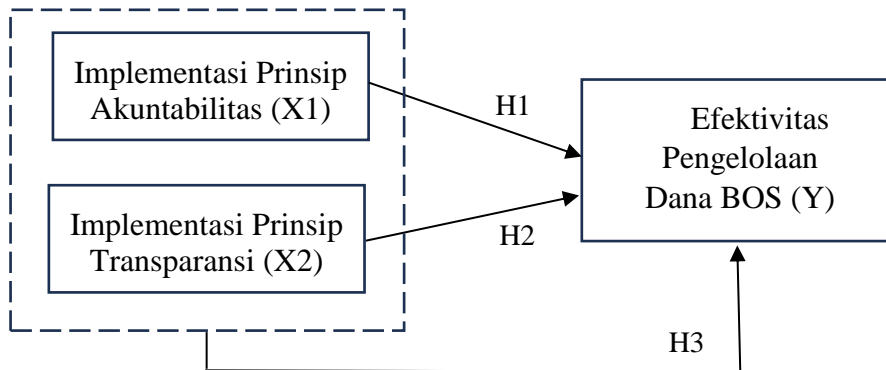 Implementasi Prinsip
Akuntabilitas (X1)
H1
Efektivitas
Pengelolaan
Dana BOS (Y)
Implementasi Prinsip
Transparansi (X2)
H2
H3